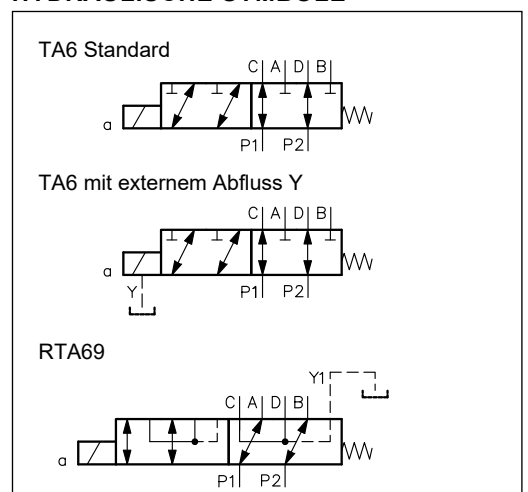 HYDRAULISCHE SYMBOLE
TA6 Standard
C A D B
a
P1 P2
TA6 mit externem Abfluss Y
C A D B
a
Y
P1 P2
RTA69
Y1
C A D B
a
P1 P2